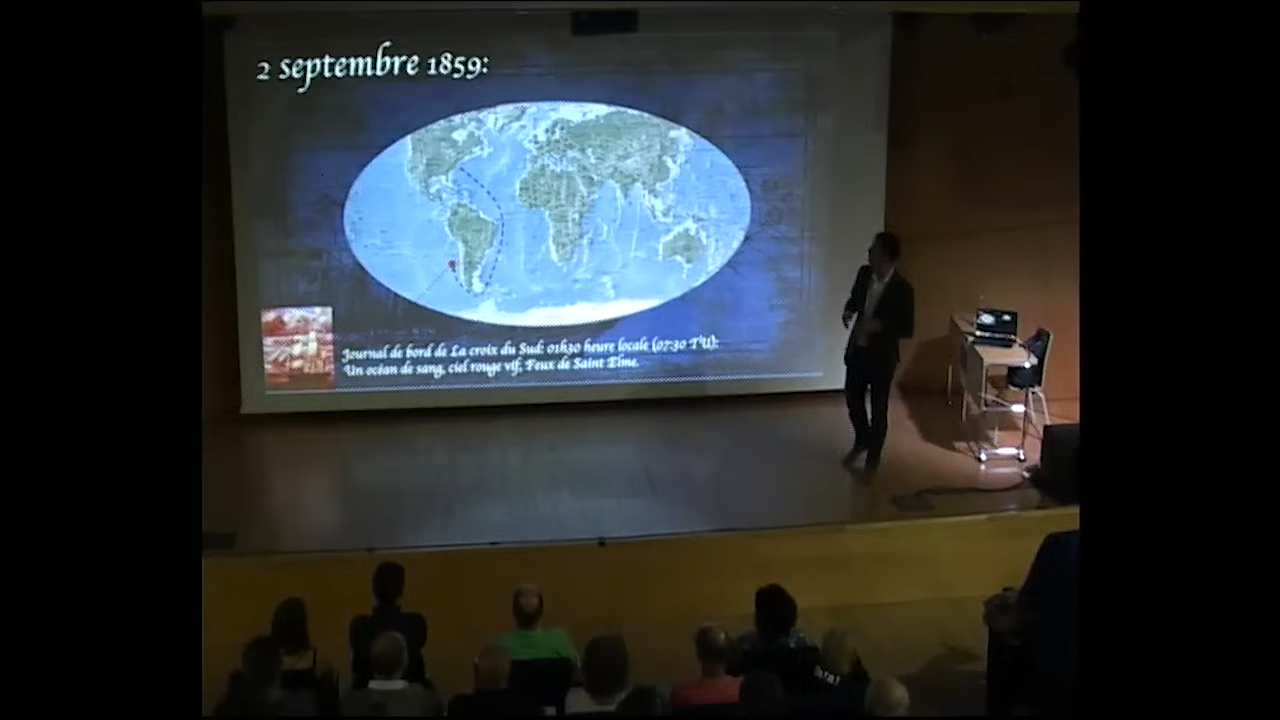 2 septembre 1859:
Journal de bord de La croix du Sud: 01h30 heure locale (07:30 TU):
Un océan de sang, ciel rouge vif, Feux de Saint Elme.